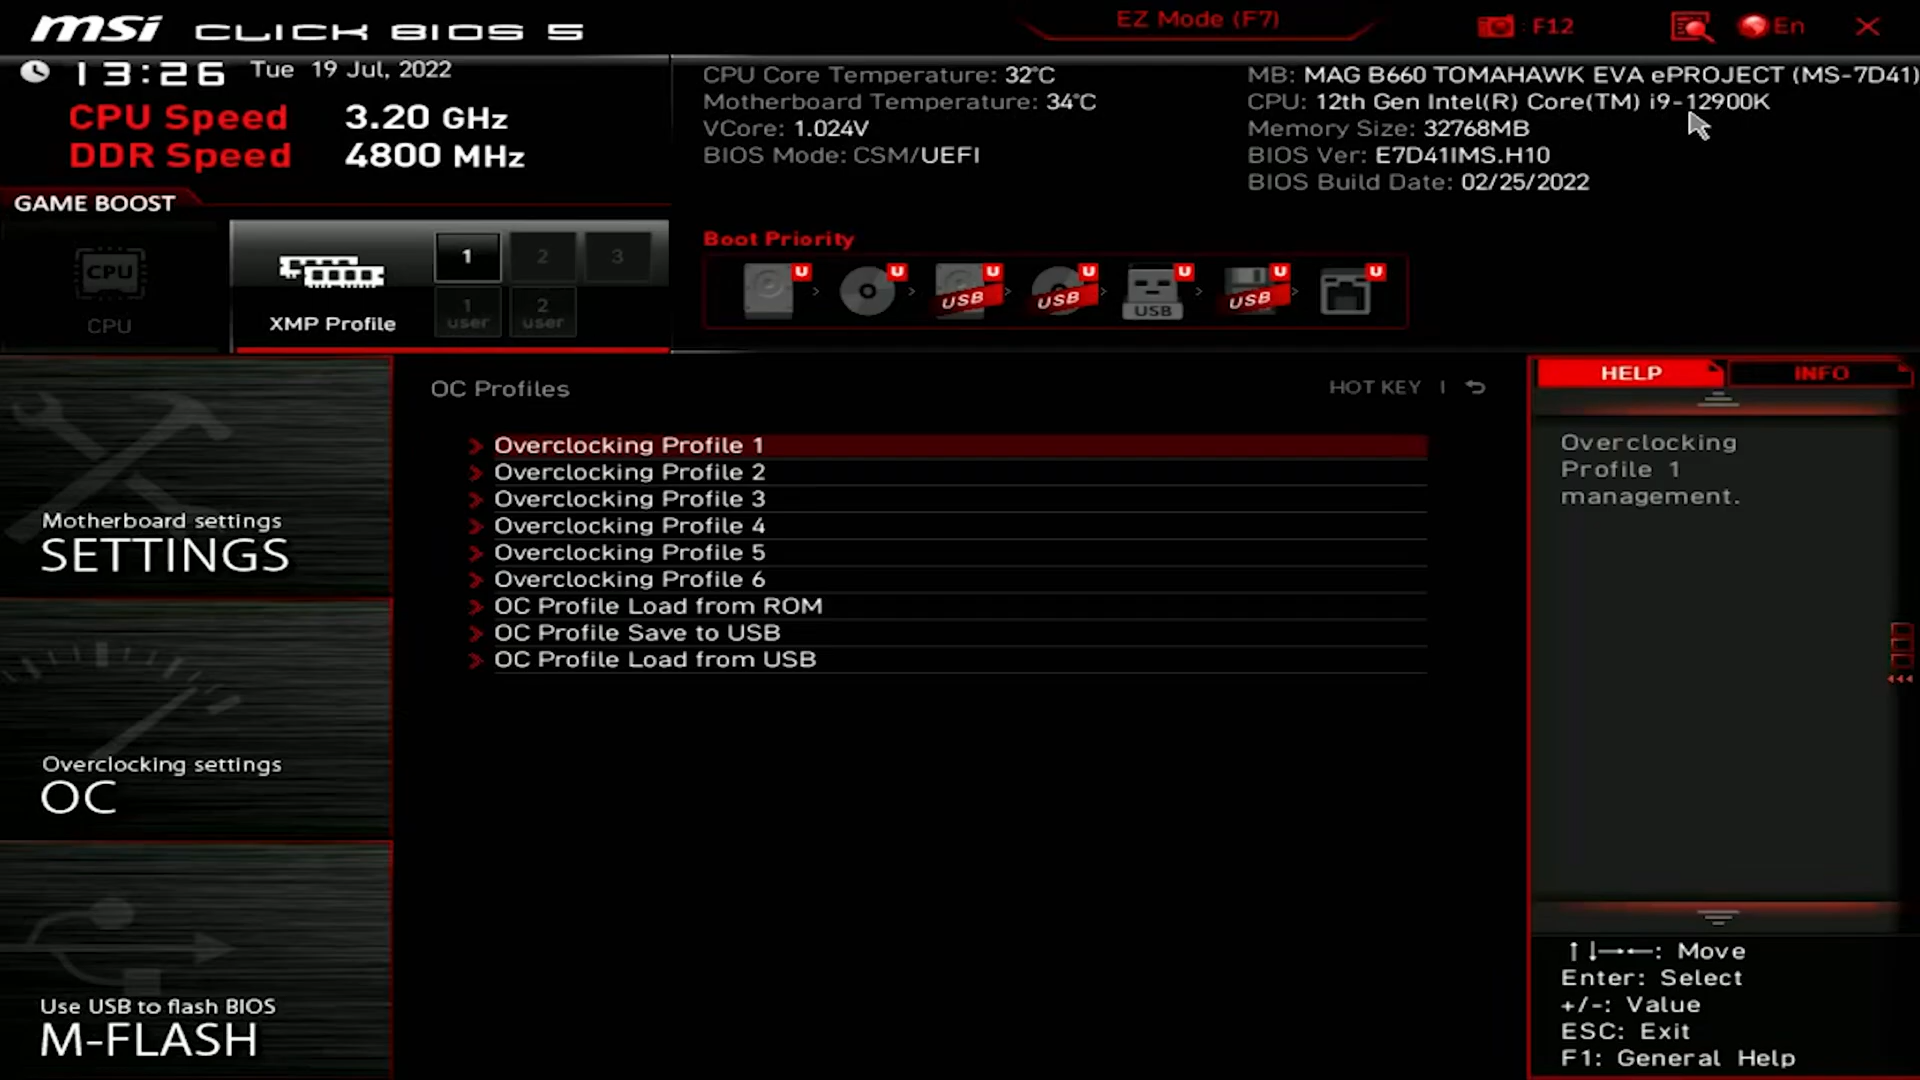 msi CLICK BIOS 5
EZ Mode (F7)
: F12
En
13:26 Tue 19 Jul, 2022
CPU Speed 3.20 GHz
DDR Speed 4800 MHz
CPU Core Temperature: 32°C
Motherboard Temperature: 34°C
VCore: 1.024V
BIOS Mode: CSM/UEFI
MB: MAG B660 TOMAHAWK EVA ePROJECT (MS-7D41)
CPU: 12th Gen Intel(R) Core(TM) i9-12900K
Memory Size: 32768MB
BIOS Ver: E7D41IMS.H10
BIOS Build Date: 02/25/2022
GAME BOOST
CPU
CPU
XMP Profile
1 2 3
1 user
2 user
Boot Priority
U U U U U U U
USB USB USB USB
Motherboard settings
SETTINGS
Overclocking settings
OC
Use USB to flash BIOS
M-FLASH
OC Profiles
HOT KEY |
Overclocking Profile 1
Overclocking Profile 2
Overclocking Profile 3
Overclocking Profile 4
Overclocking Profile 5
Overclocking Profile 6
OC Profile Load from ROM
OC Profile Save to USB
OC Profile Load from USB
HELP
INFO
Overclocking
Profile 1
management.
↑↓→←: Move
Enter: Select
+/-: Value
ESC: Exit
F1: General Help